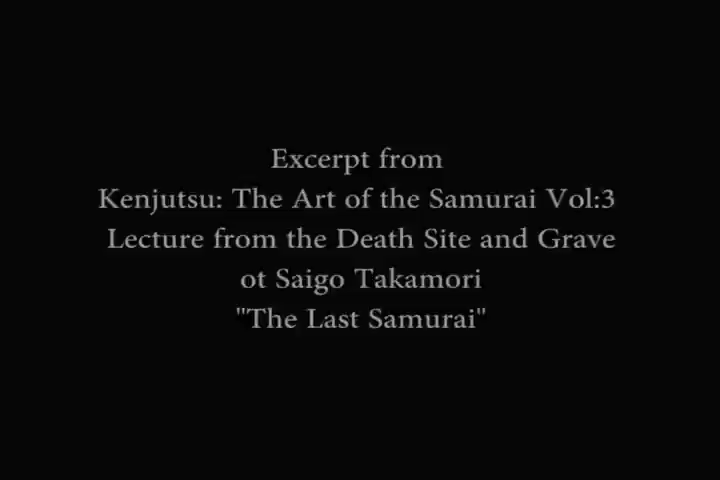 Excerpt from
Kenjutsu: The Art of the Samurai Vol:3
Lecture from the Death Site and Grave
ot Saigo Takamori
"The Last Samurai"